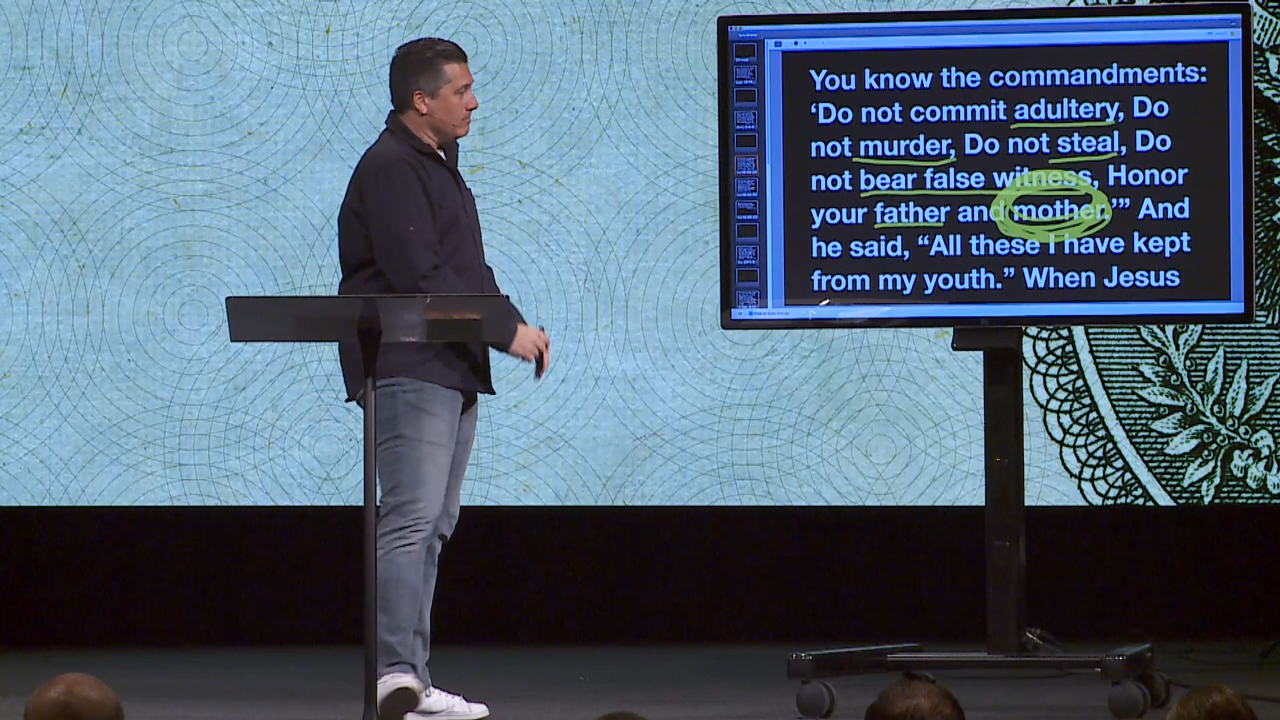 You know the commandments:
‘Do not commit adultery, Do
not murder, Do not steal, Do
not bear false witness, Honor
your father and mother.’” And
he said, “All these I have kept
from my youth.” When Jesus